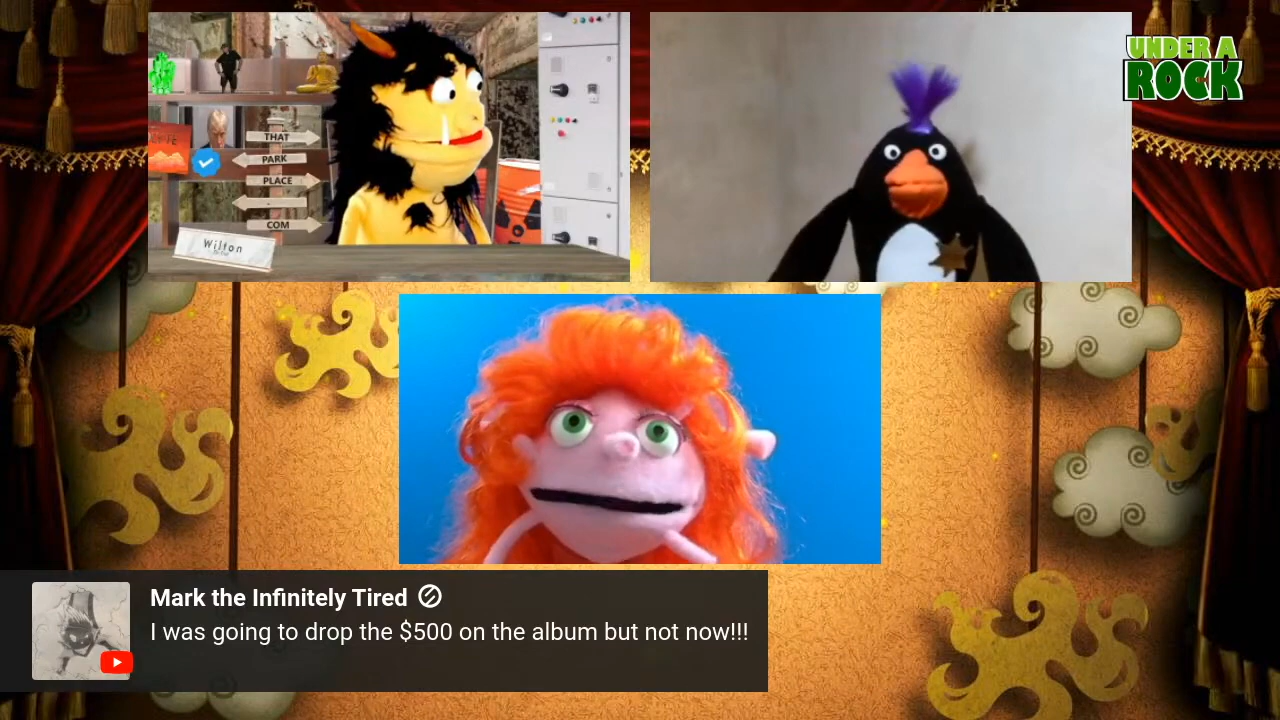 UNDER A
ROCK
THAT
PARK
PLACE
COM
Wilton
Mark the Infinitely Tired
I was going to drop the $500 on the album but not now!!!